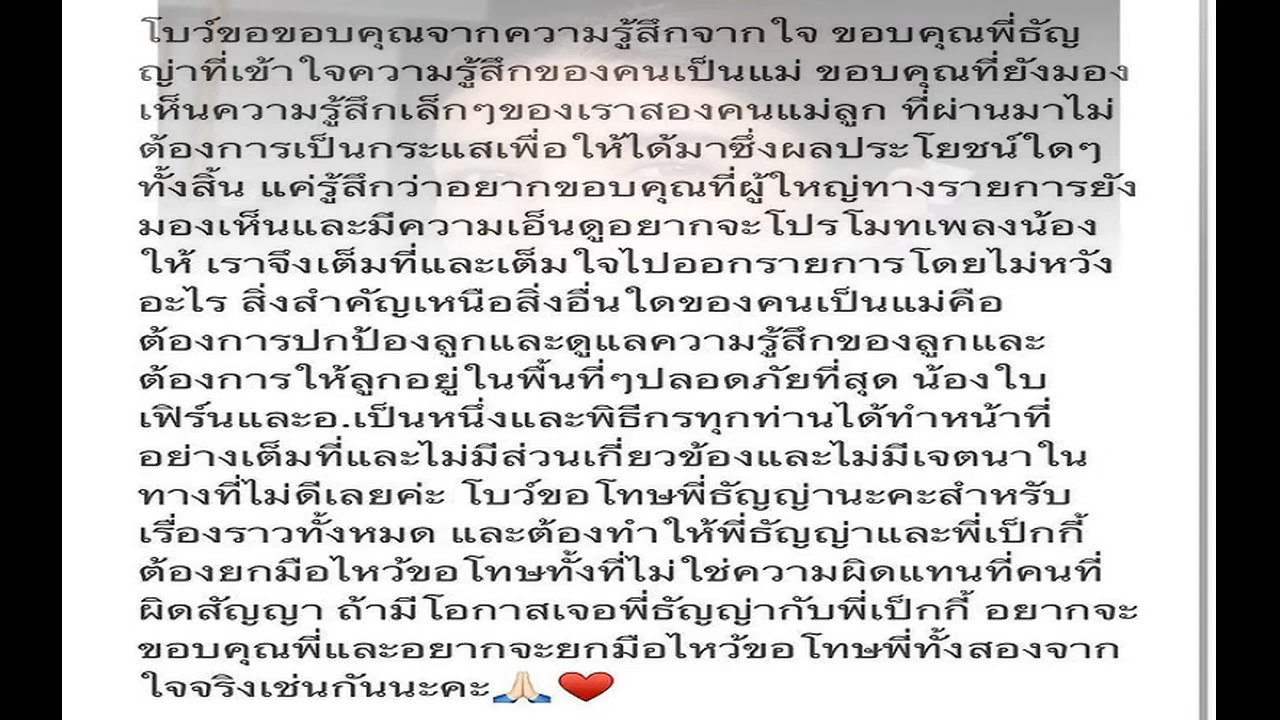 โบว์ขอขอบคุณจากความรู้สึกจากใจ ขอบคุณพี่ธัญ
ญ่าที่เข้าใจความรู้สึกของคนเป็นแม่ ขอบคุณที่ยังมอง
เห็นความรู้สึกเล็กๆของเราสองคนแม่ลูก ที่ผ่านมาไม่
ต้องการเป็นกระแสเพื่อให้ได้มาซึ่งผลประโยชน์ใดๆ
ทั้งสิ้น แค่รู้สึกว่าอยากขอบคุณที่ผู้ใหญ่ทางรายการยัง
มองเห็นและมีความเอ็นดูอยากจะโปรโมทเพลงน้อง
ให้ เราจึงเต็มที่และเต็มใจไปออกรายการโดยไม่หวัง
อะไร สิ่งสำคัญเหนือสิ่งอื่นใดของคนเป็นแม่คือ
ต้องการปกป้องลูกและดูแลความรู้สึกของลูกและ
ต้องการให้ลูกอยู่ในพื้นที่ๆปลอดภัยที่สุด น้องใบ
เฟิร์นและอ.เป็นหนึ่งและพิธีกรทุกท่านได้ทำหน้าที่
อย่างเต็มที่และไม่มีส่วนเกี่ยวข้องและไม่มีเจตนาใน
ทางที่ไม่ดีเลยค่ะ โบว์ขอโทษพี่ธัญญ่านะคะสำหรับ
เรื่องราวทั้งหมด และต้องทำให้พี่ธัญญ่าและพี่เป็กกี้
ต้องยกมือไหว้ขอโทษทั้งที่ไม่ใช่ความผิดแทนที่คนที่
ผิดสัญญา ถ้ามีโอกาสเจอพี่ธัญญ่ากับพี่เป็กกี้ อยากจะ
ขอบคุณพี่และอยากจะยกมือไหว้ขอโทษพี่ทั้งสองจาก
ใจจริงเช่นกันนะคะ🙏🏻❤️